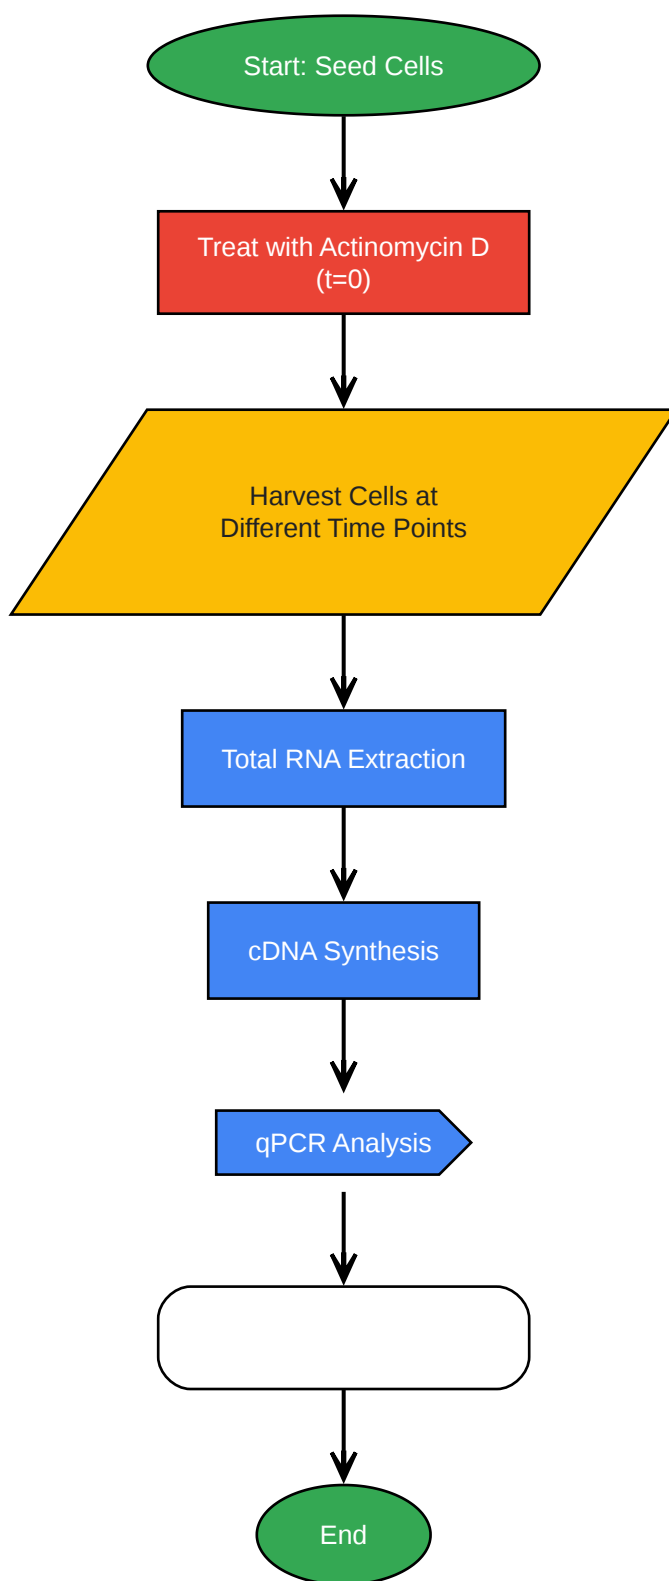 Start: Seed Cells
Treat with Actinomycin D
(t=0)
Harvest Cells at
Different Time Points
Total RNA Extraction
cDNA Synthesis
qPCR Analysis
End